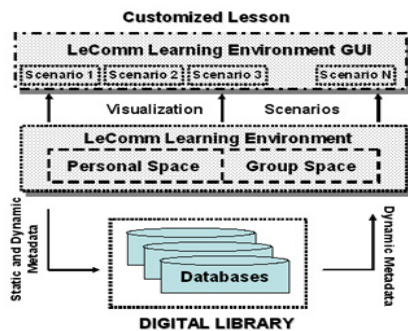 Customized Lesson
LeComm Learning Environment GUI
Scenario 1 Scenario 2 Scenario 3 Scenario N
Visualization Scenarios
LeComm Learning Environment
Personal Space Group Space
Static and Dynamic
Metadata
Dynamic Metadata
Databases
DIGITAL LIBRARY